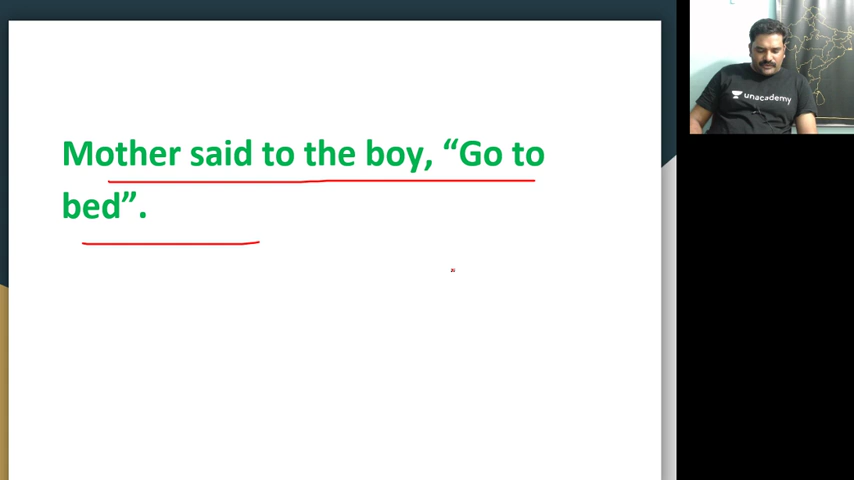 Mother said to the boy, “Go to
bed”.
unacademy